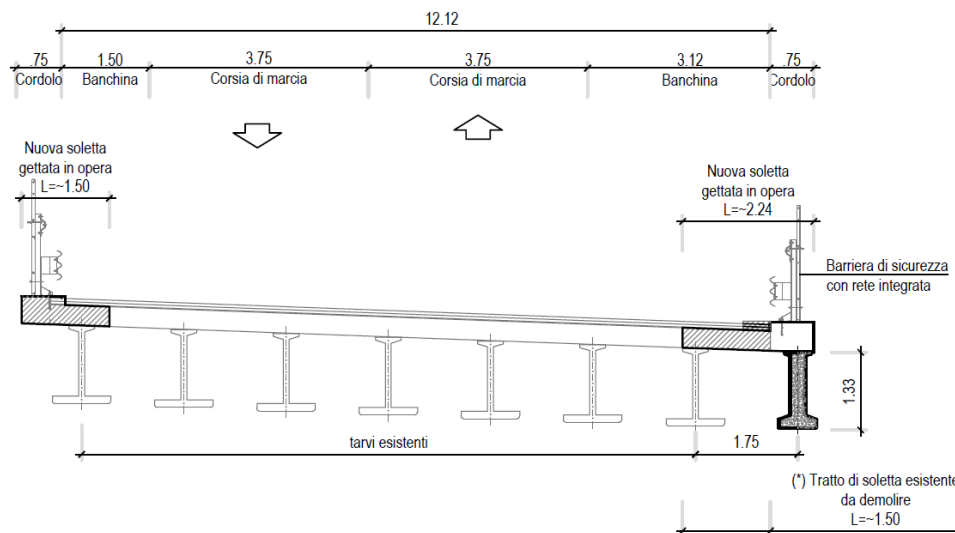 12.12
.75
1.50
3.75
3.75
3.12
.75
Cordolo
Banchina
Corsia di marcia
Corsia di marcia
Banchina
Cordolo
Nuova soletta
gettata in opera
L=~1.50
Nuova soletta
gettata in opera
L=~2.24
Barriera di sicurezza
con rete integrata
1.33
tarvi esistenti
1.75
(*) Tratto di soletta esistente
da demolire
L=~1.50